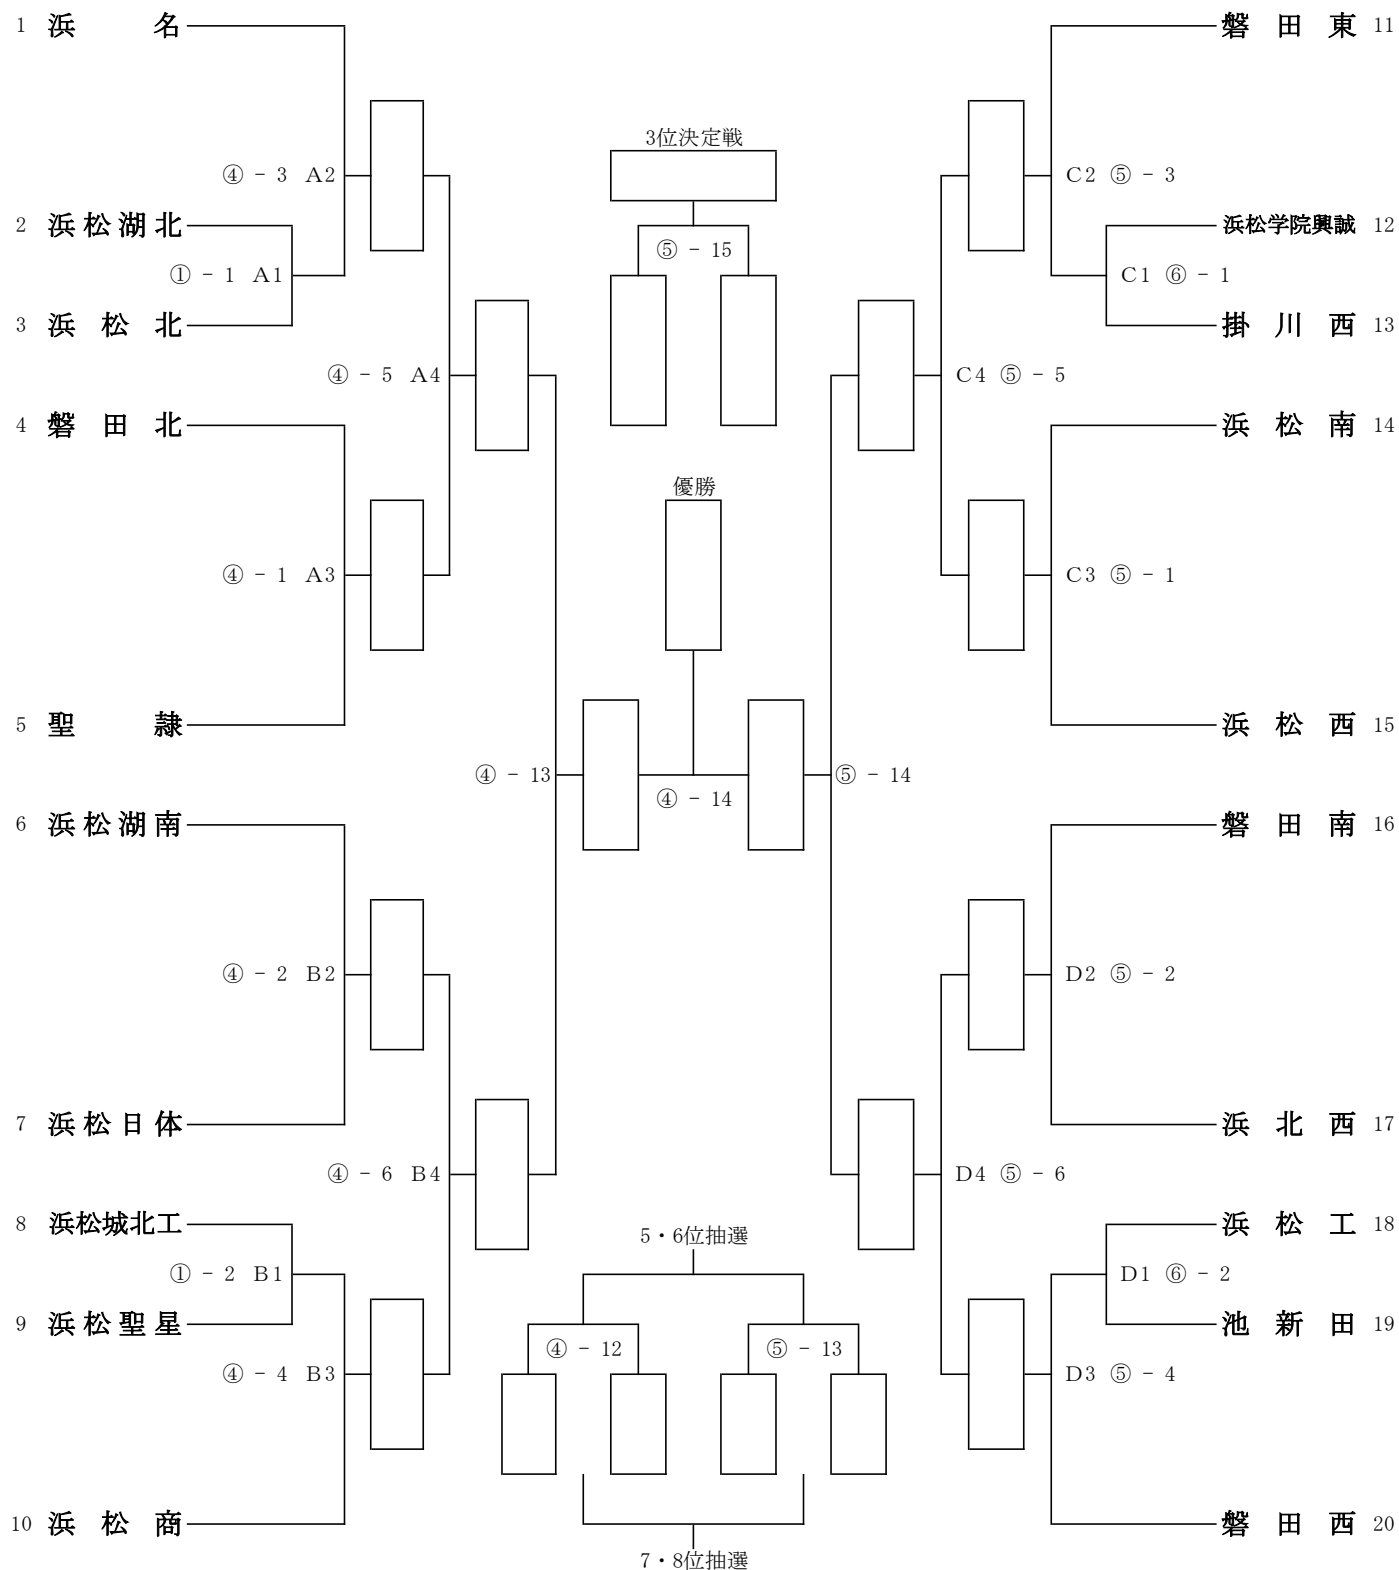 1 浜名
磐田東 11
3位決定戦
④ - 3 A2
C2 ⑤ - 3
2 浜松湖北
浜松学院興誠 12
⑤ - 15
① - 1 A1
C1 ⑥ - 1
3 浜松北
掛川西 13
④ - 5 A4
C4 ⑤ - 5
4 磐田北
浜松南 14
優勝
④ - 1 A3
C3 ⑤ - 1
5 聖隷
浜松西 15
④ - 13
④ - 14
⑤ - 14
6 浜松湖南
磐田南 16
④ - 2 B2
D2 ⑤ - 2
7 浜松日体
浜北西 17
④ - 6 B4
D4 ⑤ - 6
8 浜松城北工
浜松工 18
5・6位抽選
① - 2 B1
D1 ⑥ - 2
9 浜松聖星
池新田 19
④ - 12
⑤ - 13
④ - 4 B3
D3 ⑤ - 4
10 浜松商
磐田西 20
7・8位抽選